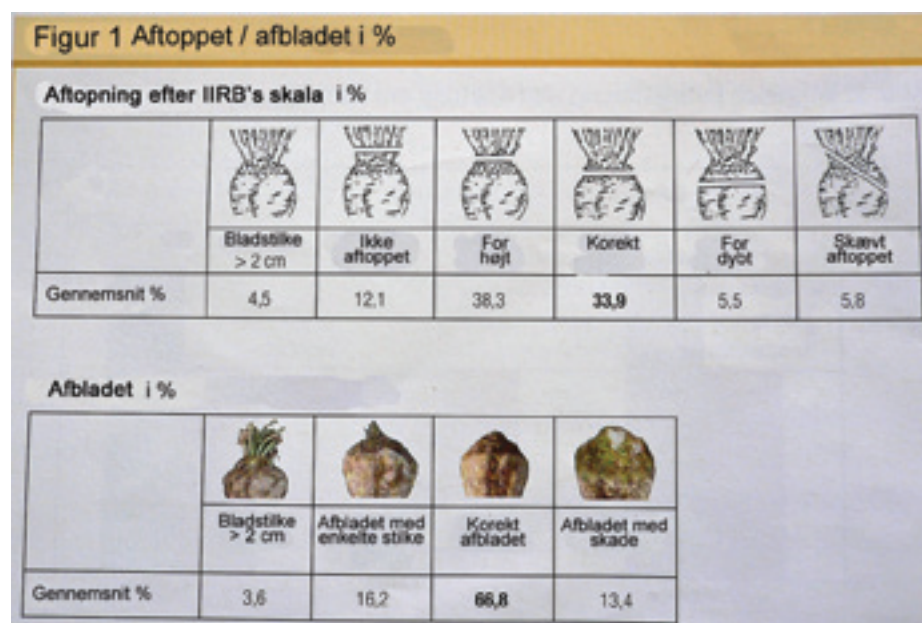 Figur 1 Aftoppet / afbladet i %
Aftopning efter IIRB's skala i %
Bladstilke > 2 cm
Ikke aftoppet
For højt
Korekt
For dybt
Skævt aftoppet
Gennemsnit % 4,5 12,1 38,3 33,9 5,5 5,8
Afbladet i %
Bladstilke > 2 cm
Afbladet med enkelte stilke
Korekt afbladet
Afbladet med skade
Gennemsnit % 3,6 16,2 66,8 13,4